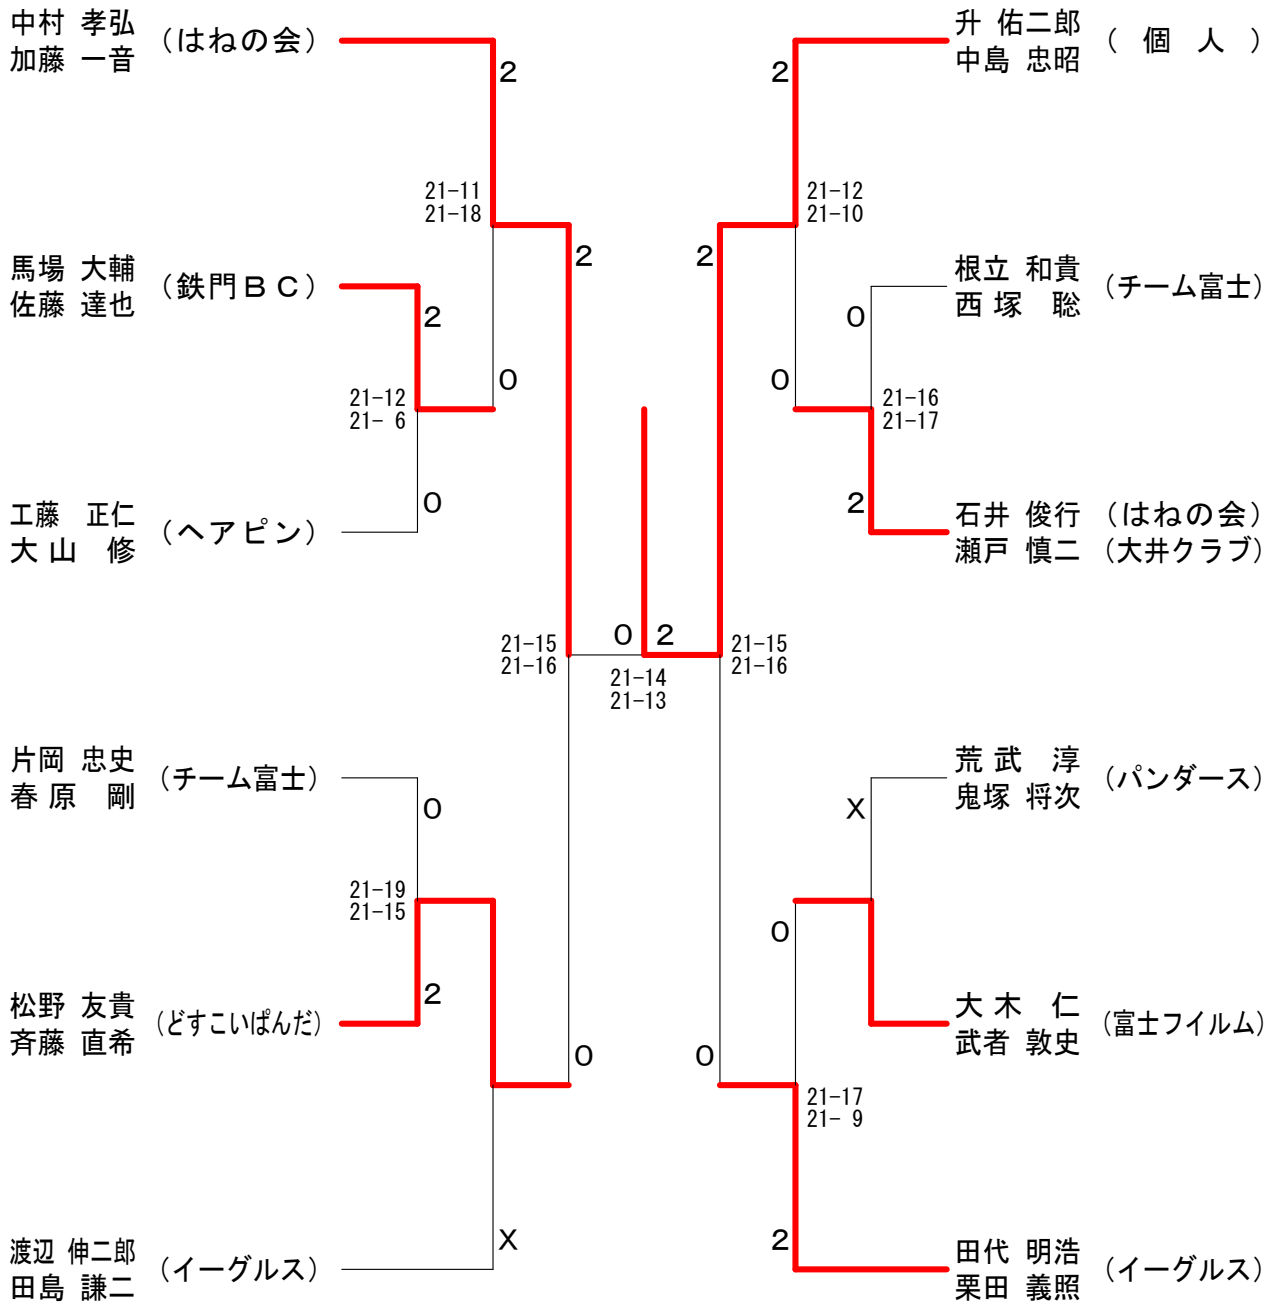 中村 孝弘
加藤 一音
(はねの会)
2
21-11
21-18
馬場 大輔
佐藤 達也
(鉄門BC)
2
0
21-12
21- 6
工藤 正仁
大山 修
(ヘアピン)
0
2
21-15
21-16
片岡 忠史
春原 剛
(チーム富士)
0
21-19
21-15
松野 友貴
斉藤 直希
(どすこいぱんだ)
2
0
渡辺 伸二郎
田島 謙二
(イーグルス)
X
0 2
21-14
21-13
升 佑二郎
中島 忠昭
(個人)
2
21-12
21-10
2
根立 和貴
西塚 聡
(チーム富士)
0
0
21-16
21-17
石井 俊行 (はねの会)
瀬戸 慎二 (大井クラブ)
2
21-15
21-16
荒武 淳
鬼塚 将次
(パンダース)
X
0
大木 仁
武者 敦史
(富士フイルム)
0
21-17
21- 9
田代 明浩
栗田 義照
(イーグルス)
2